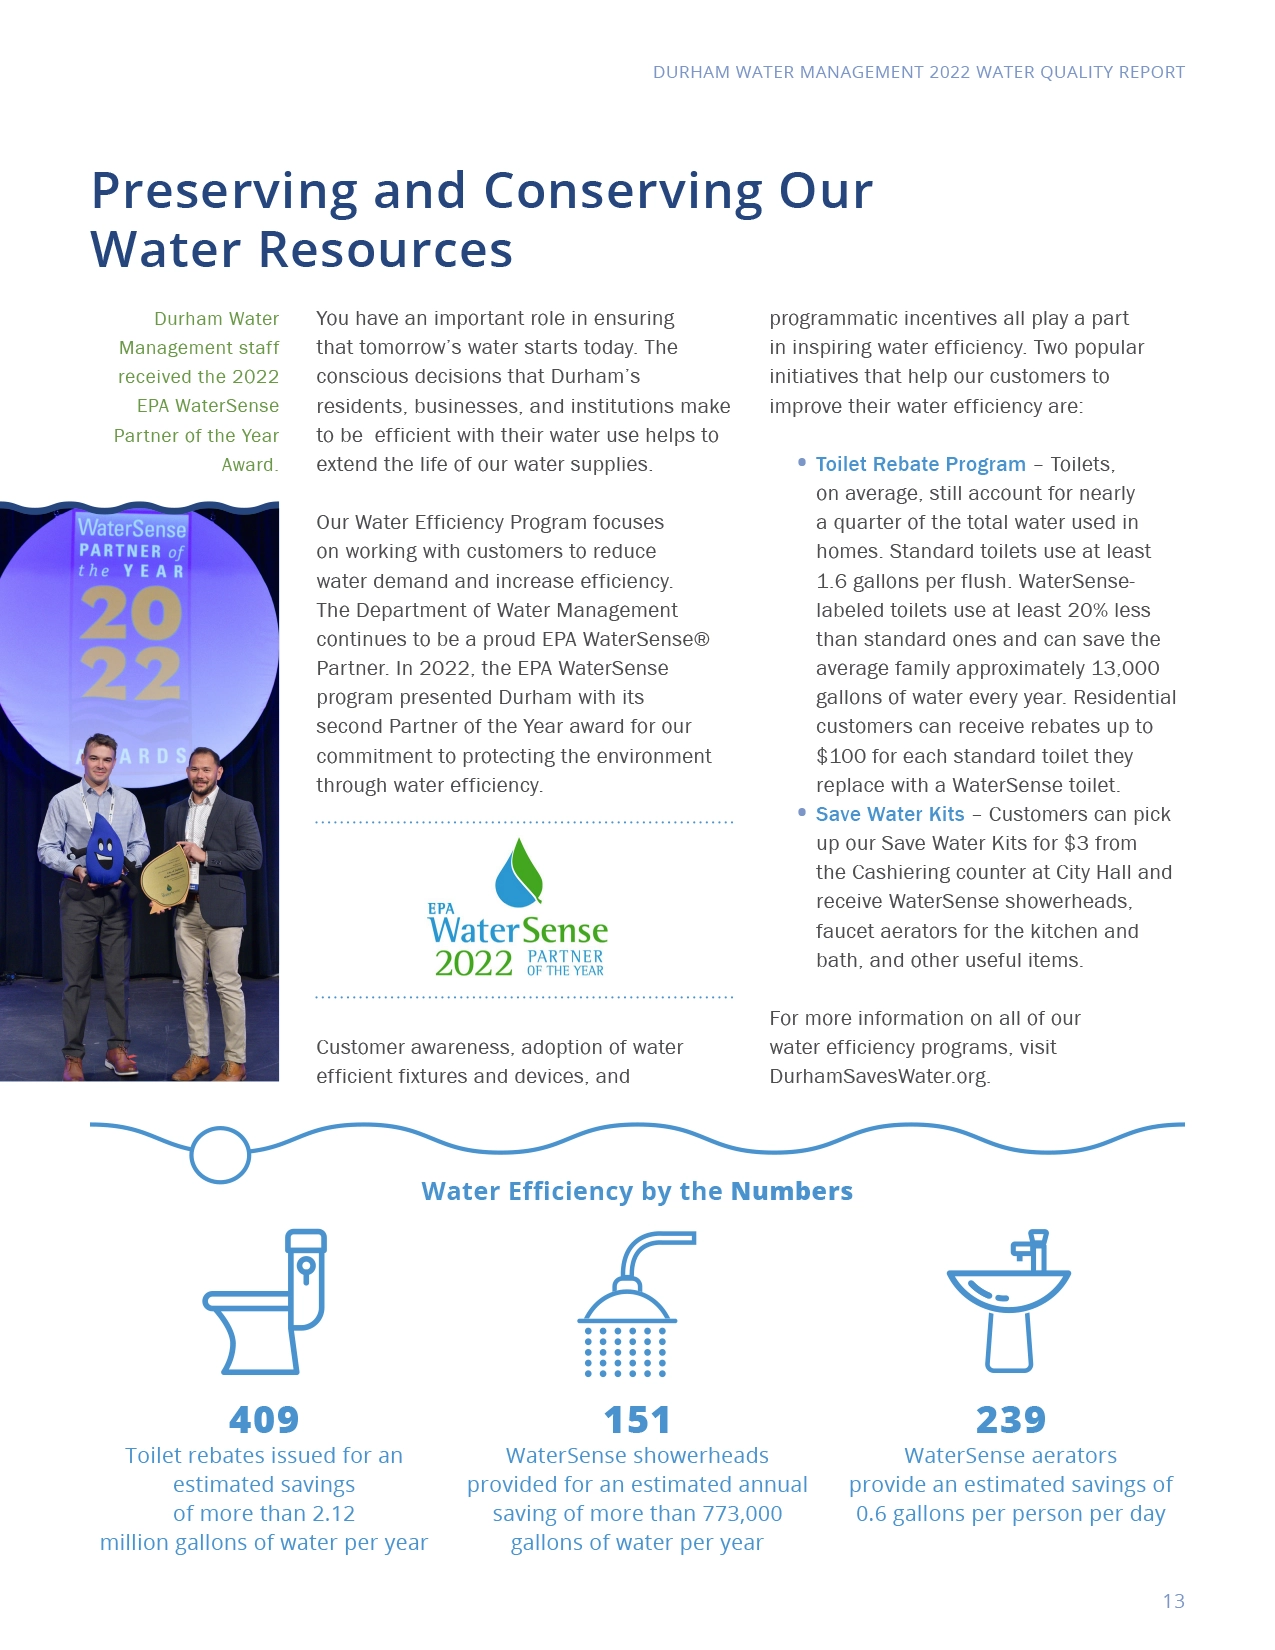 DURHAM WATER MANAGEMENT 2022 WATER QUALITY REPORT
Preserving and Conserving Our
Water Resources
Durham Water
Management staff
received the 2022
EPA WaterSense
Partner of the Year
Award.
WaterSense
PARTNER of
the YEAR
20
22
AWARDS
You have an important role in ensuring
that tomorrow’s water starts today. The
conscious decisions that Durham’s
residents, businesses, and institutions make
to be  efficient with their water use helps to
extend the life of our water supplies.
Our Water Efficiency Program focuses
on working with customers to reduce
water demand and increase efficiency.
The Department of Water Management
continues to be a proud EPA WaterSense®
Partner. In 2022, the EPA WaterSense
program presented Durham with its
second Partner of the Year award for our
commitment to protecting the environment
through water efficiency.
EPA
WaterSense
2022 PARTNER
OF THE YEAR
Customer awareness, adoption of water
efficient fixtures and devices, and
programmatic incentives all play a part
in inspiring water efficiency. Two popular
initiatives that help our customers to
improve their water efficiency are:
• Toilet Rebate Program – Toilets,
on average, still account for nearly
a quarter of the total water used in
homes. Standard toilets use at least
1.6 gallons per flush. WaterSense-
labeled toilets use at least 20% less
than standard ones and can save the
average family approximately 13,000
gallons of water every year. Residential
customers can receive rebates up to
$100 for each standard toilet they
replace with a WaterSense toilet.
• Save Water Kits – Customers can pick
up our Save Water Kits for $3 from
the Cashiering counter at City Hall and
receive WaterSense showerheads,
faucet aerators for the kitchen and
bath, and other useful items.
For more information on all of our
water efficiency programs, visit
DurhamSavesWater.org.
Water Efficiency by the Numbers
409
Toilet rebates issued for an
estimated savings
of more than 2.12
million gallons of water per year
151
WaterSense showerheads
provided for an estimated annual
saving of more than 773,000
gallons of water per year
239
WaterSense aerators
provide an estimated savings of
0.6 gallons per person per day
13